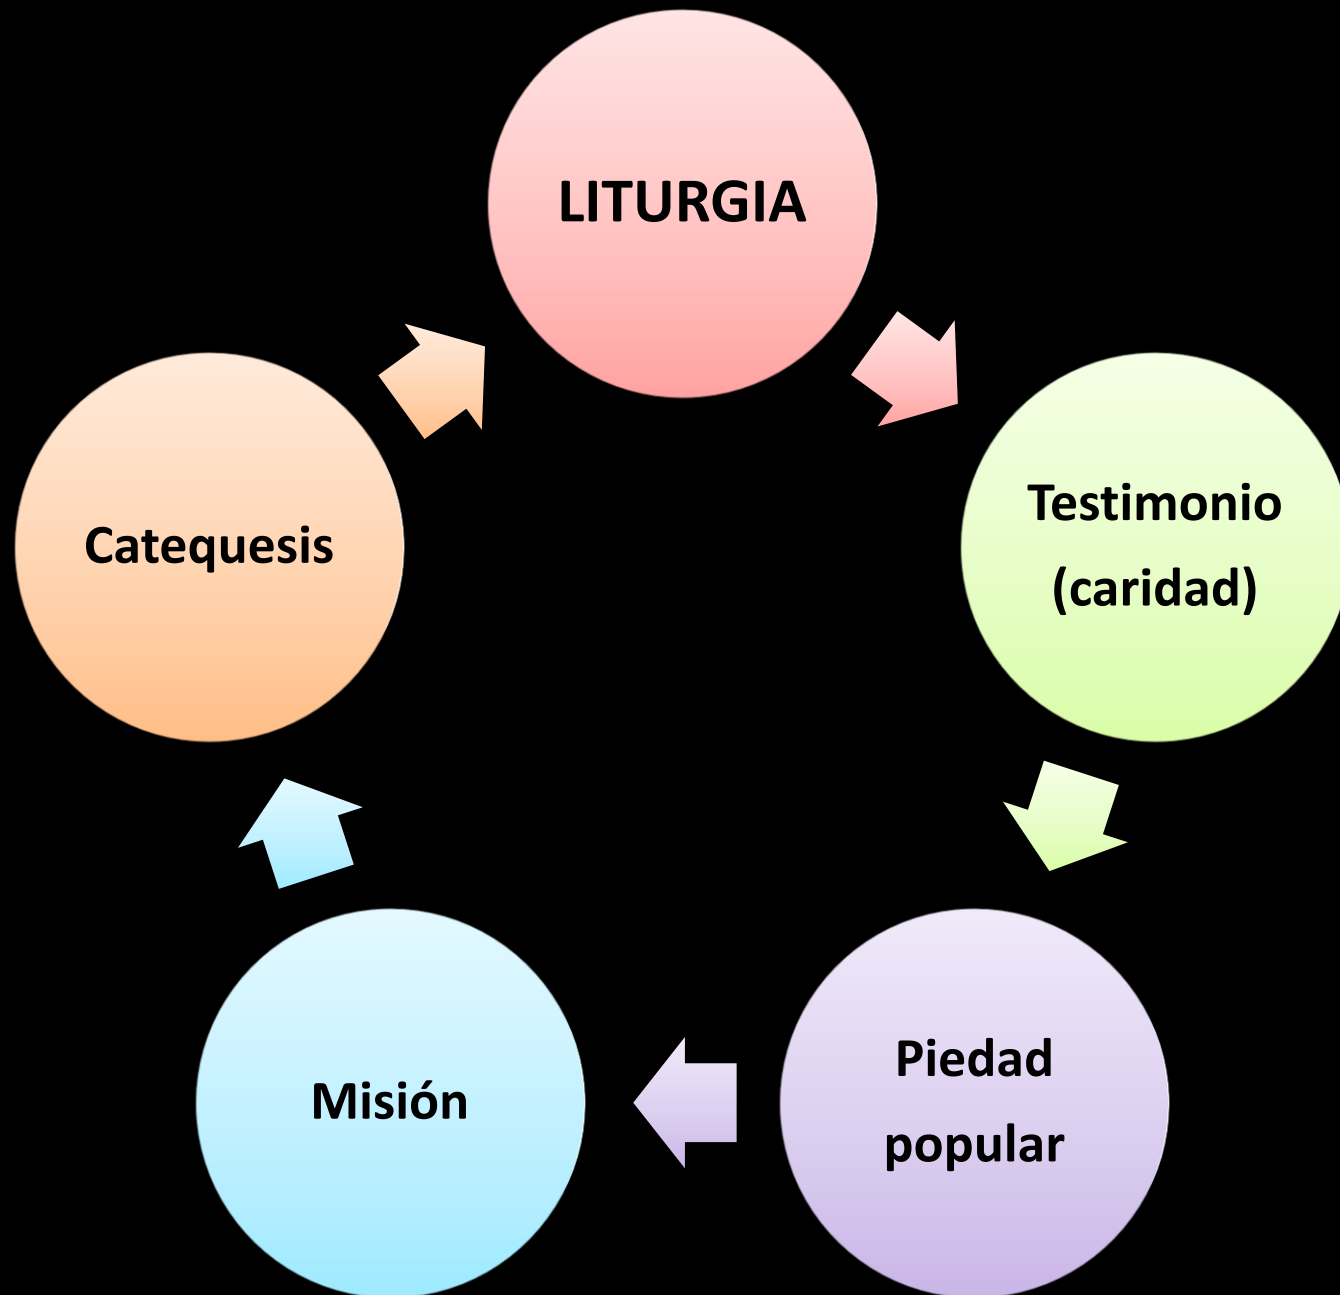 LITURGIA
Testimonio
(caridad)
Piedad
popular
Misión
Catequesis